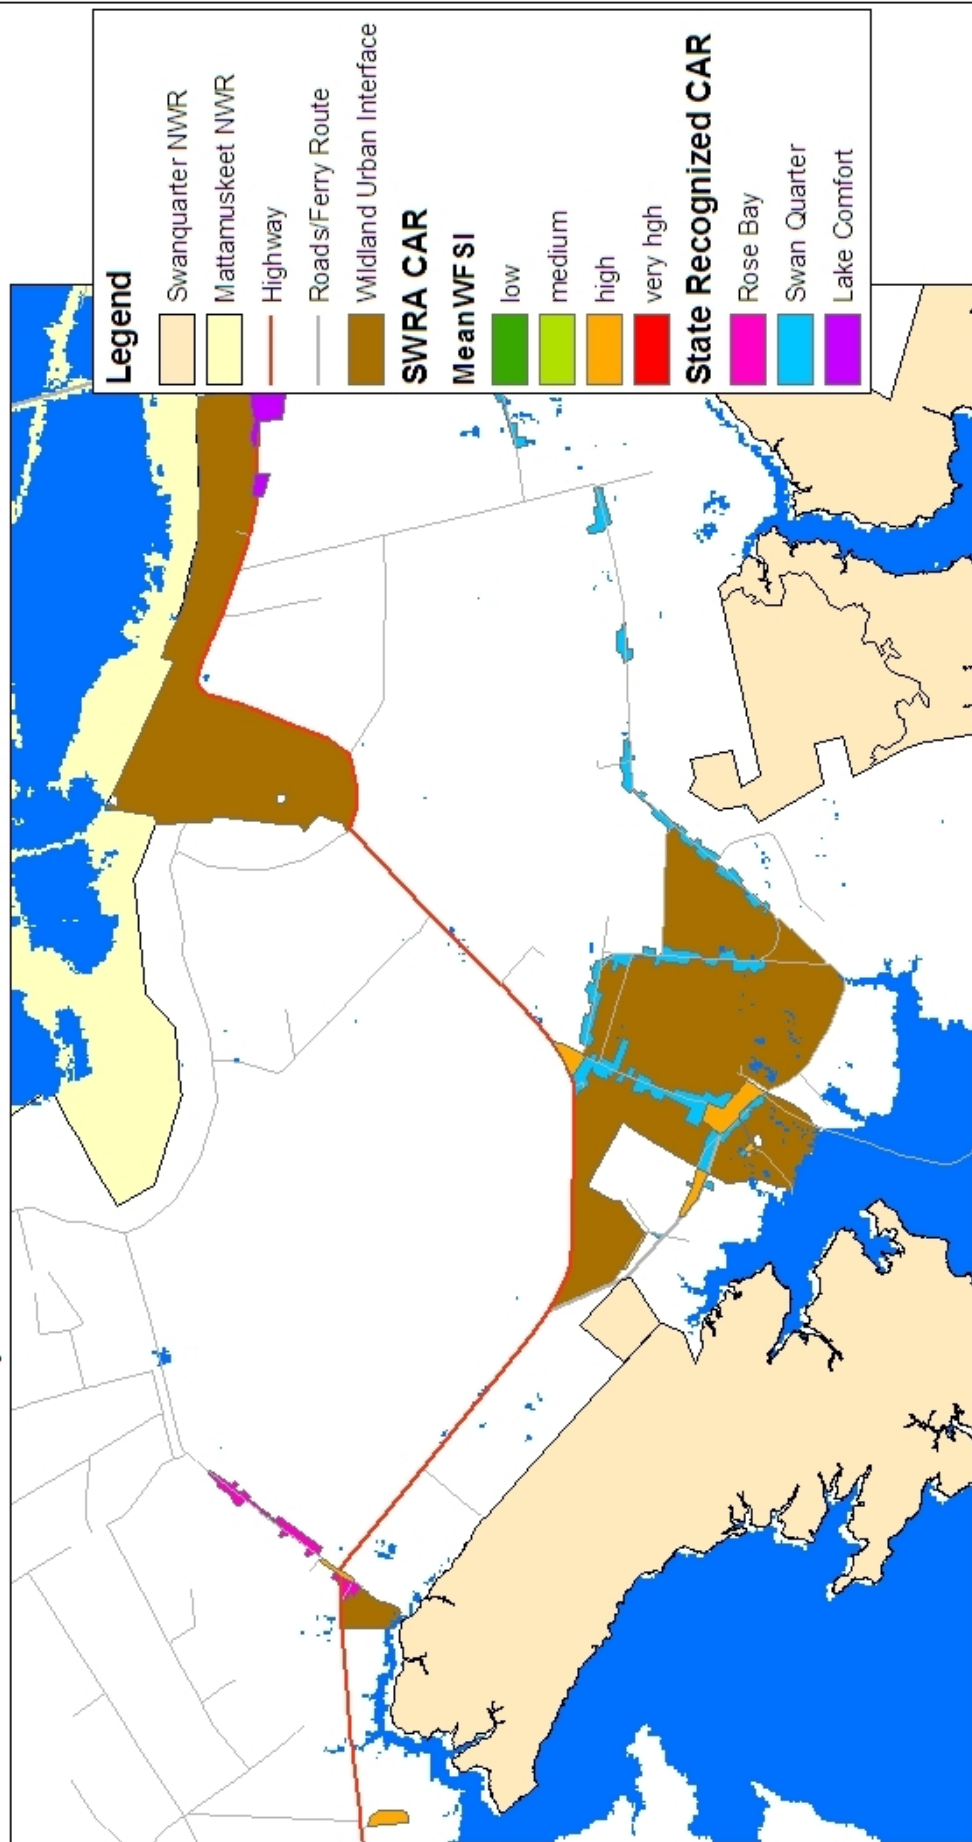 Legend
Swanquarter NWR
Mattamuskeet NWR
Highway
Roads/Ferry Route
Wildland Urban Interface
SWRA CAR
MeanWFSI
low
medium
high
very hgh
State Recognized CAR
Rose Bay
Swan Quarter
Lake Comfort